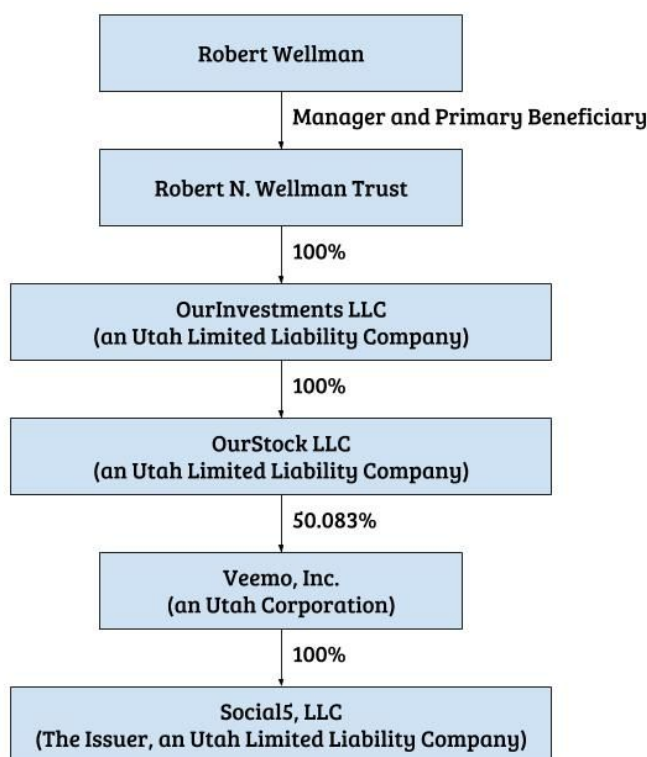 Robert Wellman
Manager and Primary Beneficiary
Robert N. Wellman Trust
100%
OurInvestments LLC
(an Utah Limited Liability Company)
100%
OurStock LLC
(an Utah Limited Liability Company)
50.083%
Veemo, Inc.
(an Utah Corporation)
100%
Social5, LLC
(The Issuer, an Utah Limited Liability Company)